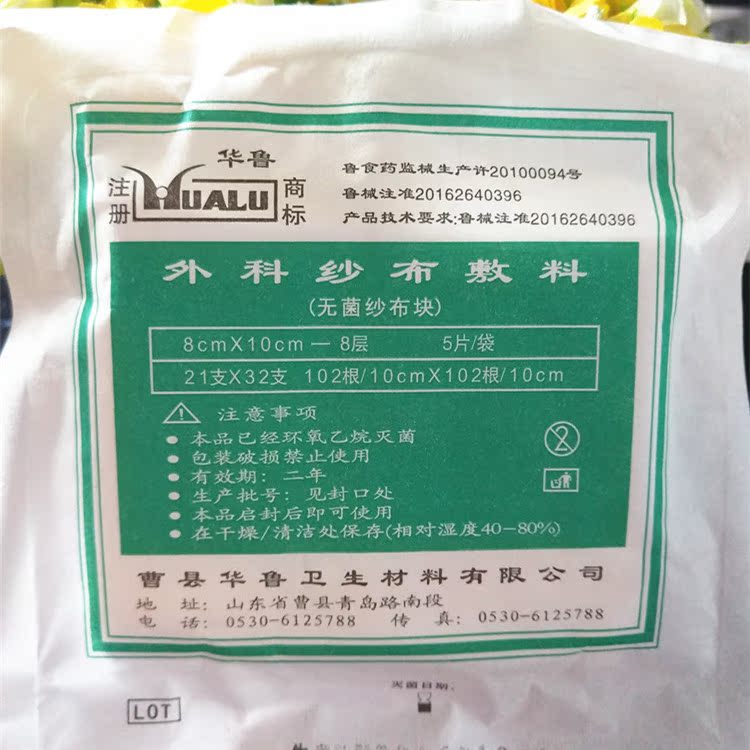 华鲁
注册 HUALU 商标
鲁食药监械生产许20100094号
鲁械注准20162640396
产品技术要求:鲁械注准20162640396
外科纱布敷料
(无菌纱布块)
8cmX10cm—8层 5片/袋
21支X32支 102根/10cmX102根/10cm
注意事项
本品已经环氧乙烷灭菌
包装破损禁止使用
有效期: 二年
生产批号: 见封口处
本品启封后即可使用
在干燥/清洁处保存(相对湿度40-80%)
曹县华鲁卫生材料有限公司
地 址: 山东省曹县青岛路南段
电 话: 0530-6125788 传 真: 0530-6125788
灭菌日期:
LOT